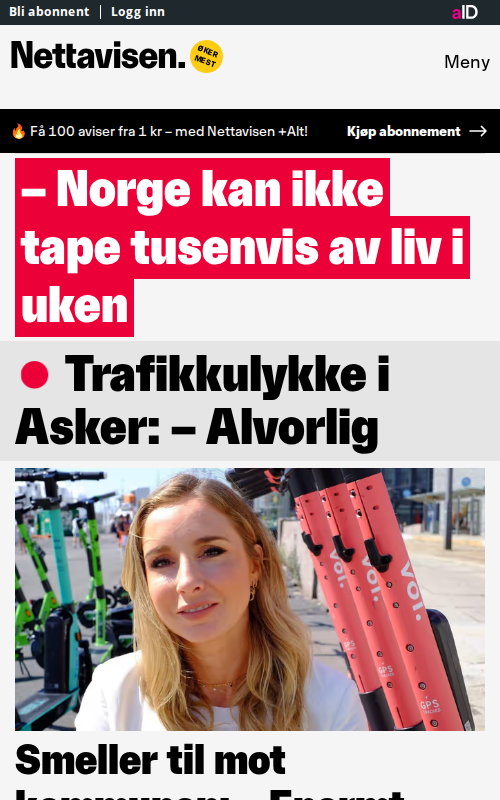 Bli abonnent | Logg inn
aID
Nettavisen.
ØKER
MEST
Meny
🔥 Få 100 aviser fra 1 kr – med Nettavisen +Alt!
Kjøp abonnement →
– Norge kan ikke
tape tusenvis av liv i
uken
Trafikkulykke i
Asker: – Alvorlig
voi.
voi.
GPS
GPS
Smeller til mot